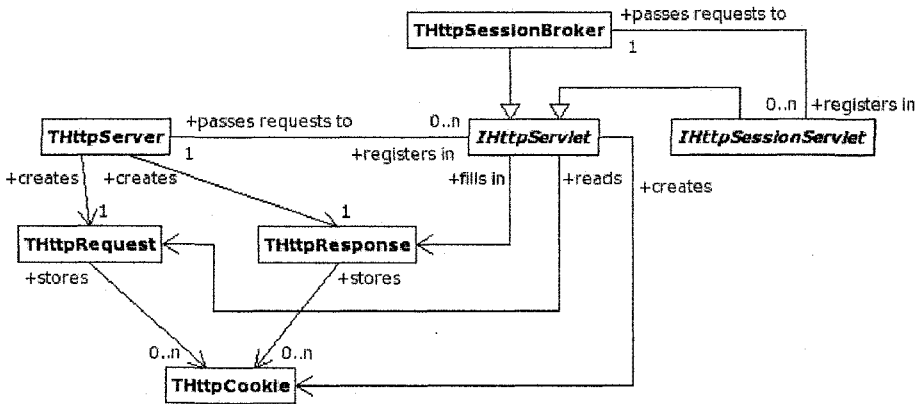 THttpSessionBroker
+passes requests to
1
0..n
+registers in
IHttpSessionServlet
THttpServer
+passes requests to
1
0..n
+registers in
IHttpServlet
+creates
+creates
+fills in
+reads
+creates
1
1
THttpRequest
THttpResponse
+stores
+stores
0..n
0..n
THttpCookie